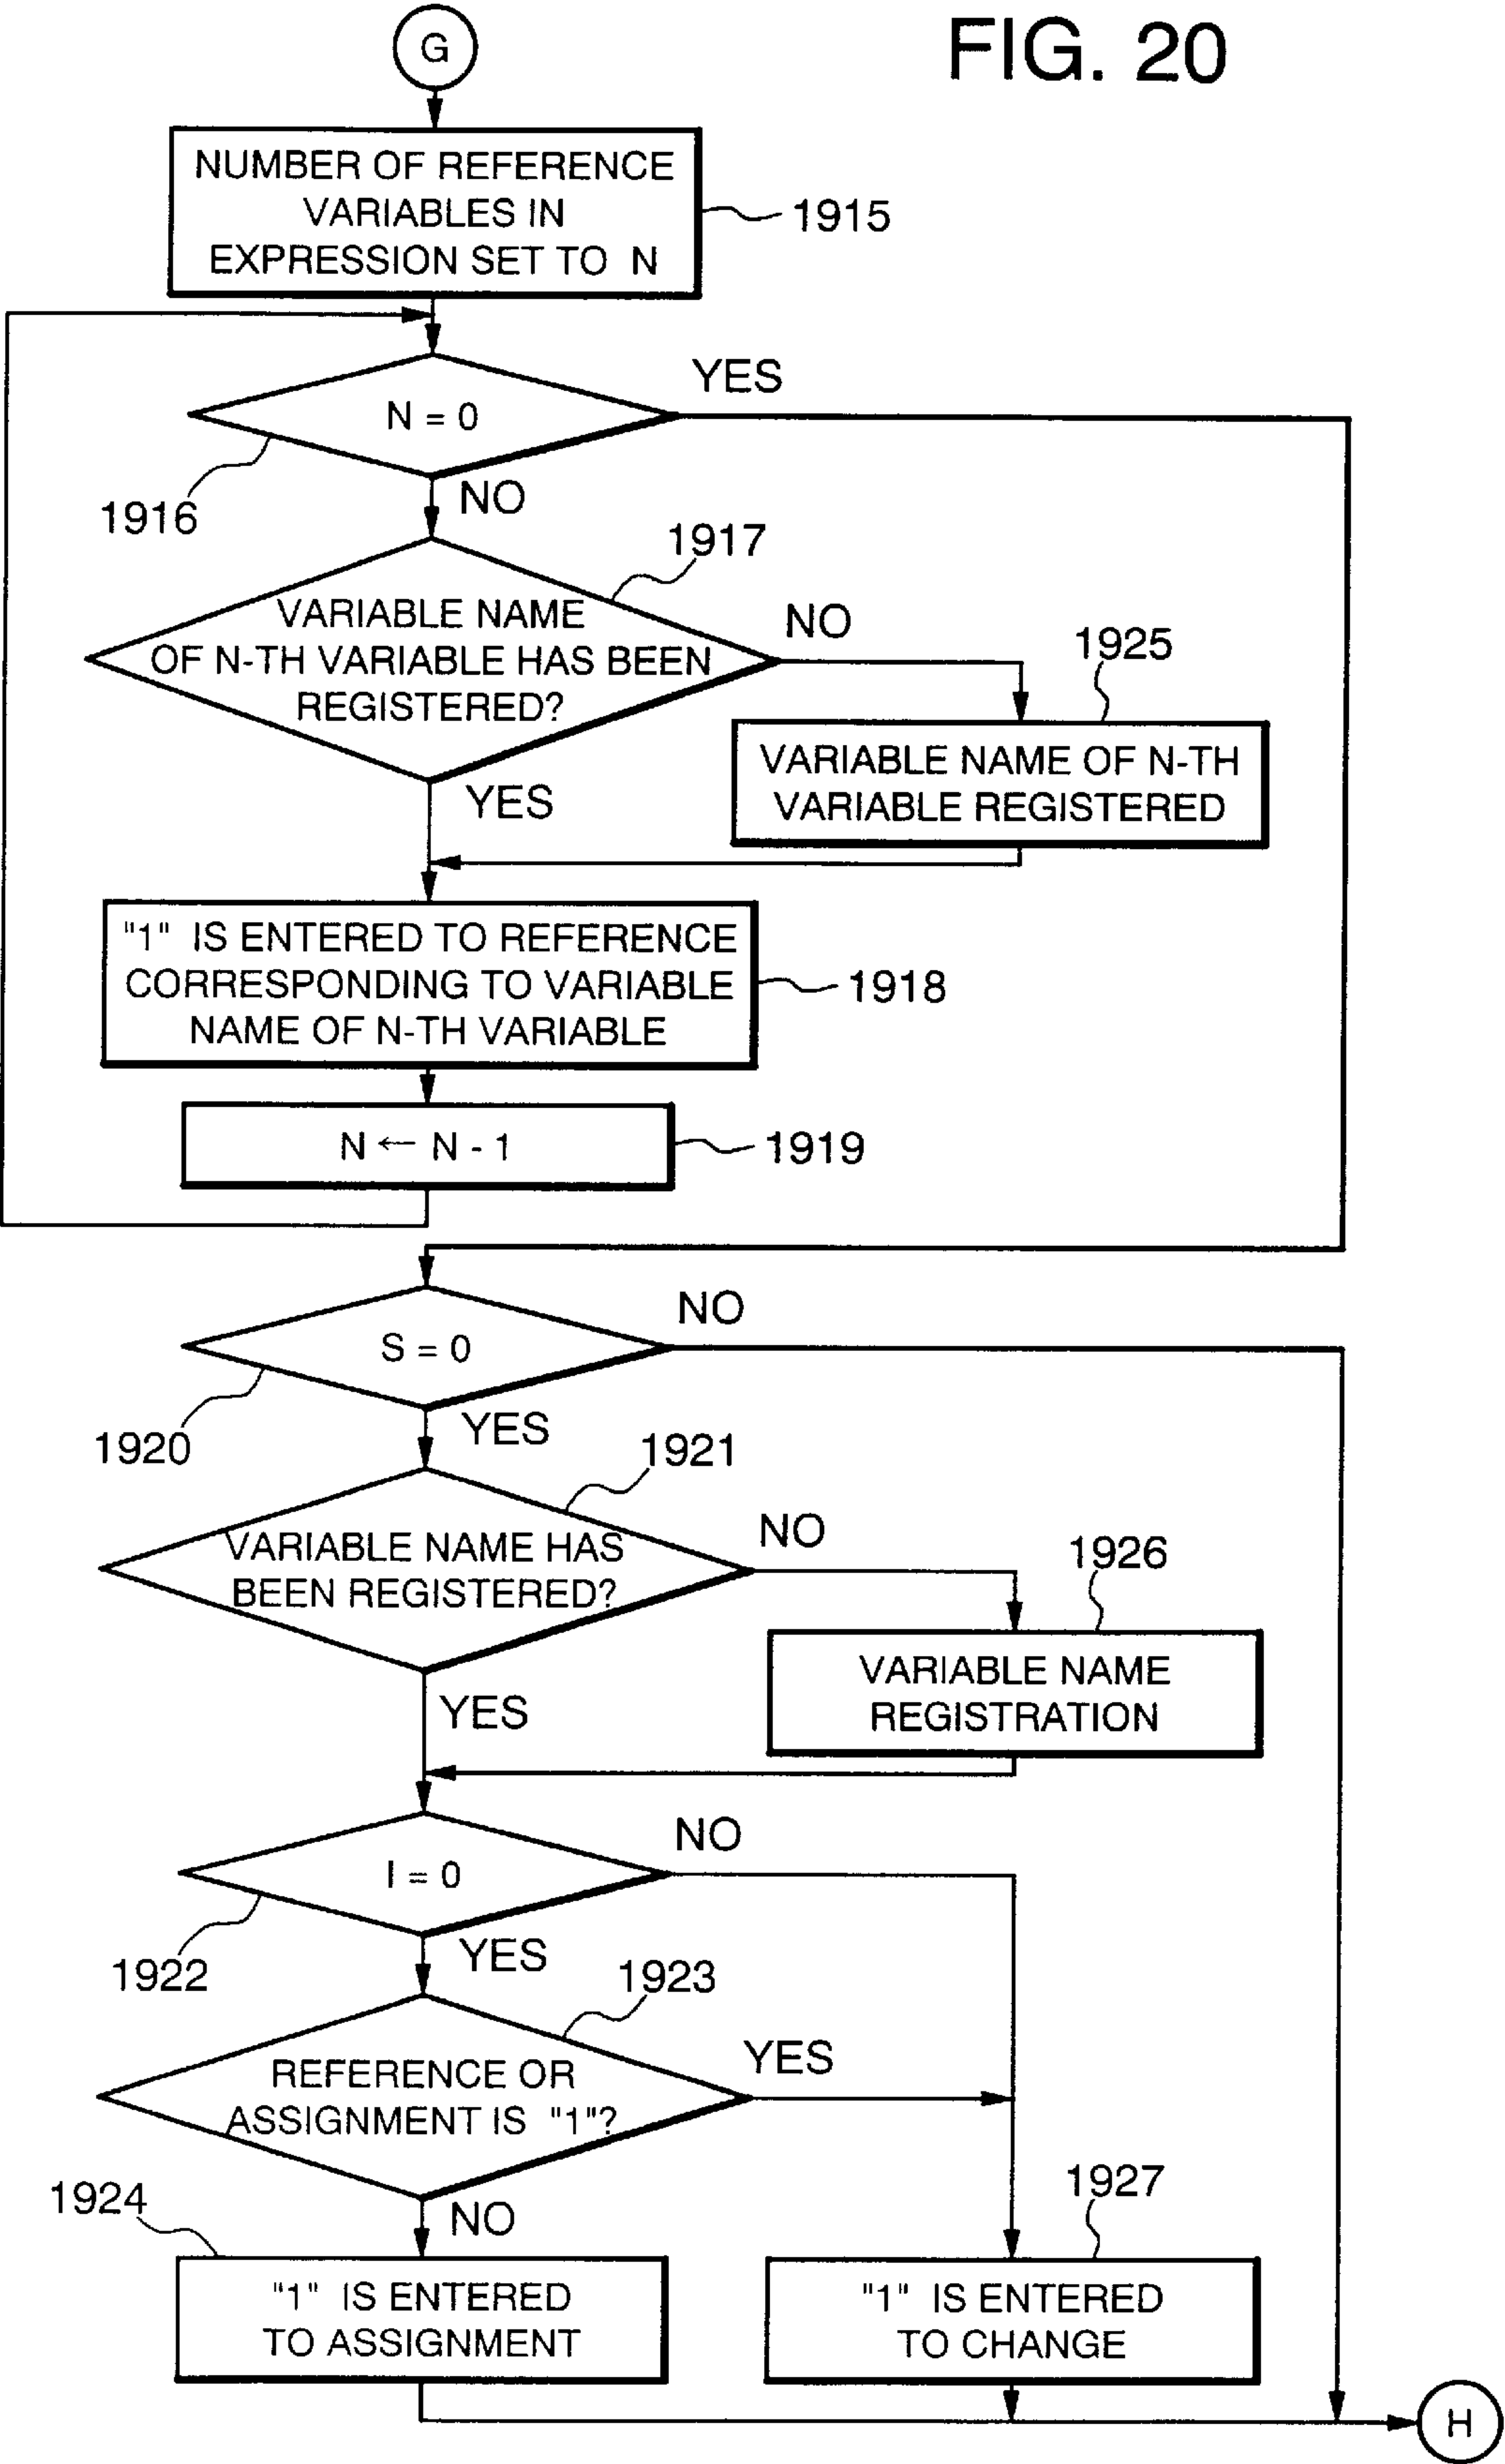 FIG. 20
G
NUMBER OF REFERENCE
VARIABLES IN
EXPRESSION SET TO N
1915
N = 0
YES
NO
1916
1917
VARIABLE NAME
OF N-TH VARIABLE HAS BEEN
REGISTERED?
NO
YES
1925
VARIABLE NAME OF N-TH
VARIABLE REGISTERED
"1" IS ENTERED TO REFERENCE
CORRESPONDING TO VARIABLE
NAME OF N-TH VARIABLE
1918
N ← N - 1
1919
S = 0
NO
YES
1920
1921
VARIABLE NAME HAS
BEEN REGISTERED?
NO
YES
1926
VARIABLE NAME
REGISTRATION
I = 0
NO
YES
1922
1923
REFERENCE OR
ASSIGNMENT IS "1"?
YES
NO
1924
"1" IS ENTERED
TO ASSIGNMENT
1927
"1" IS ENTERED
TO CHANGE
H